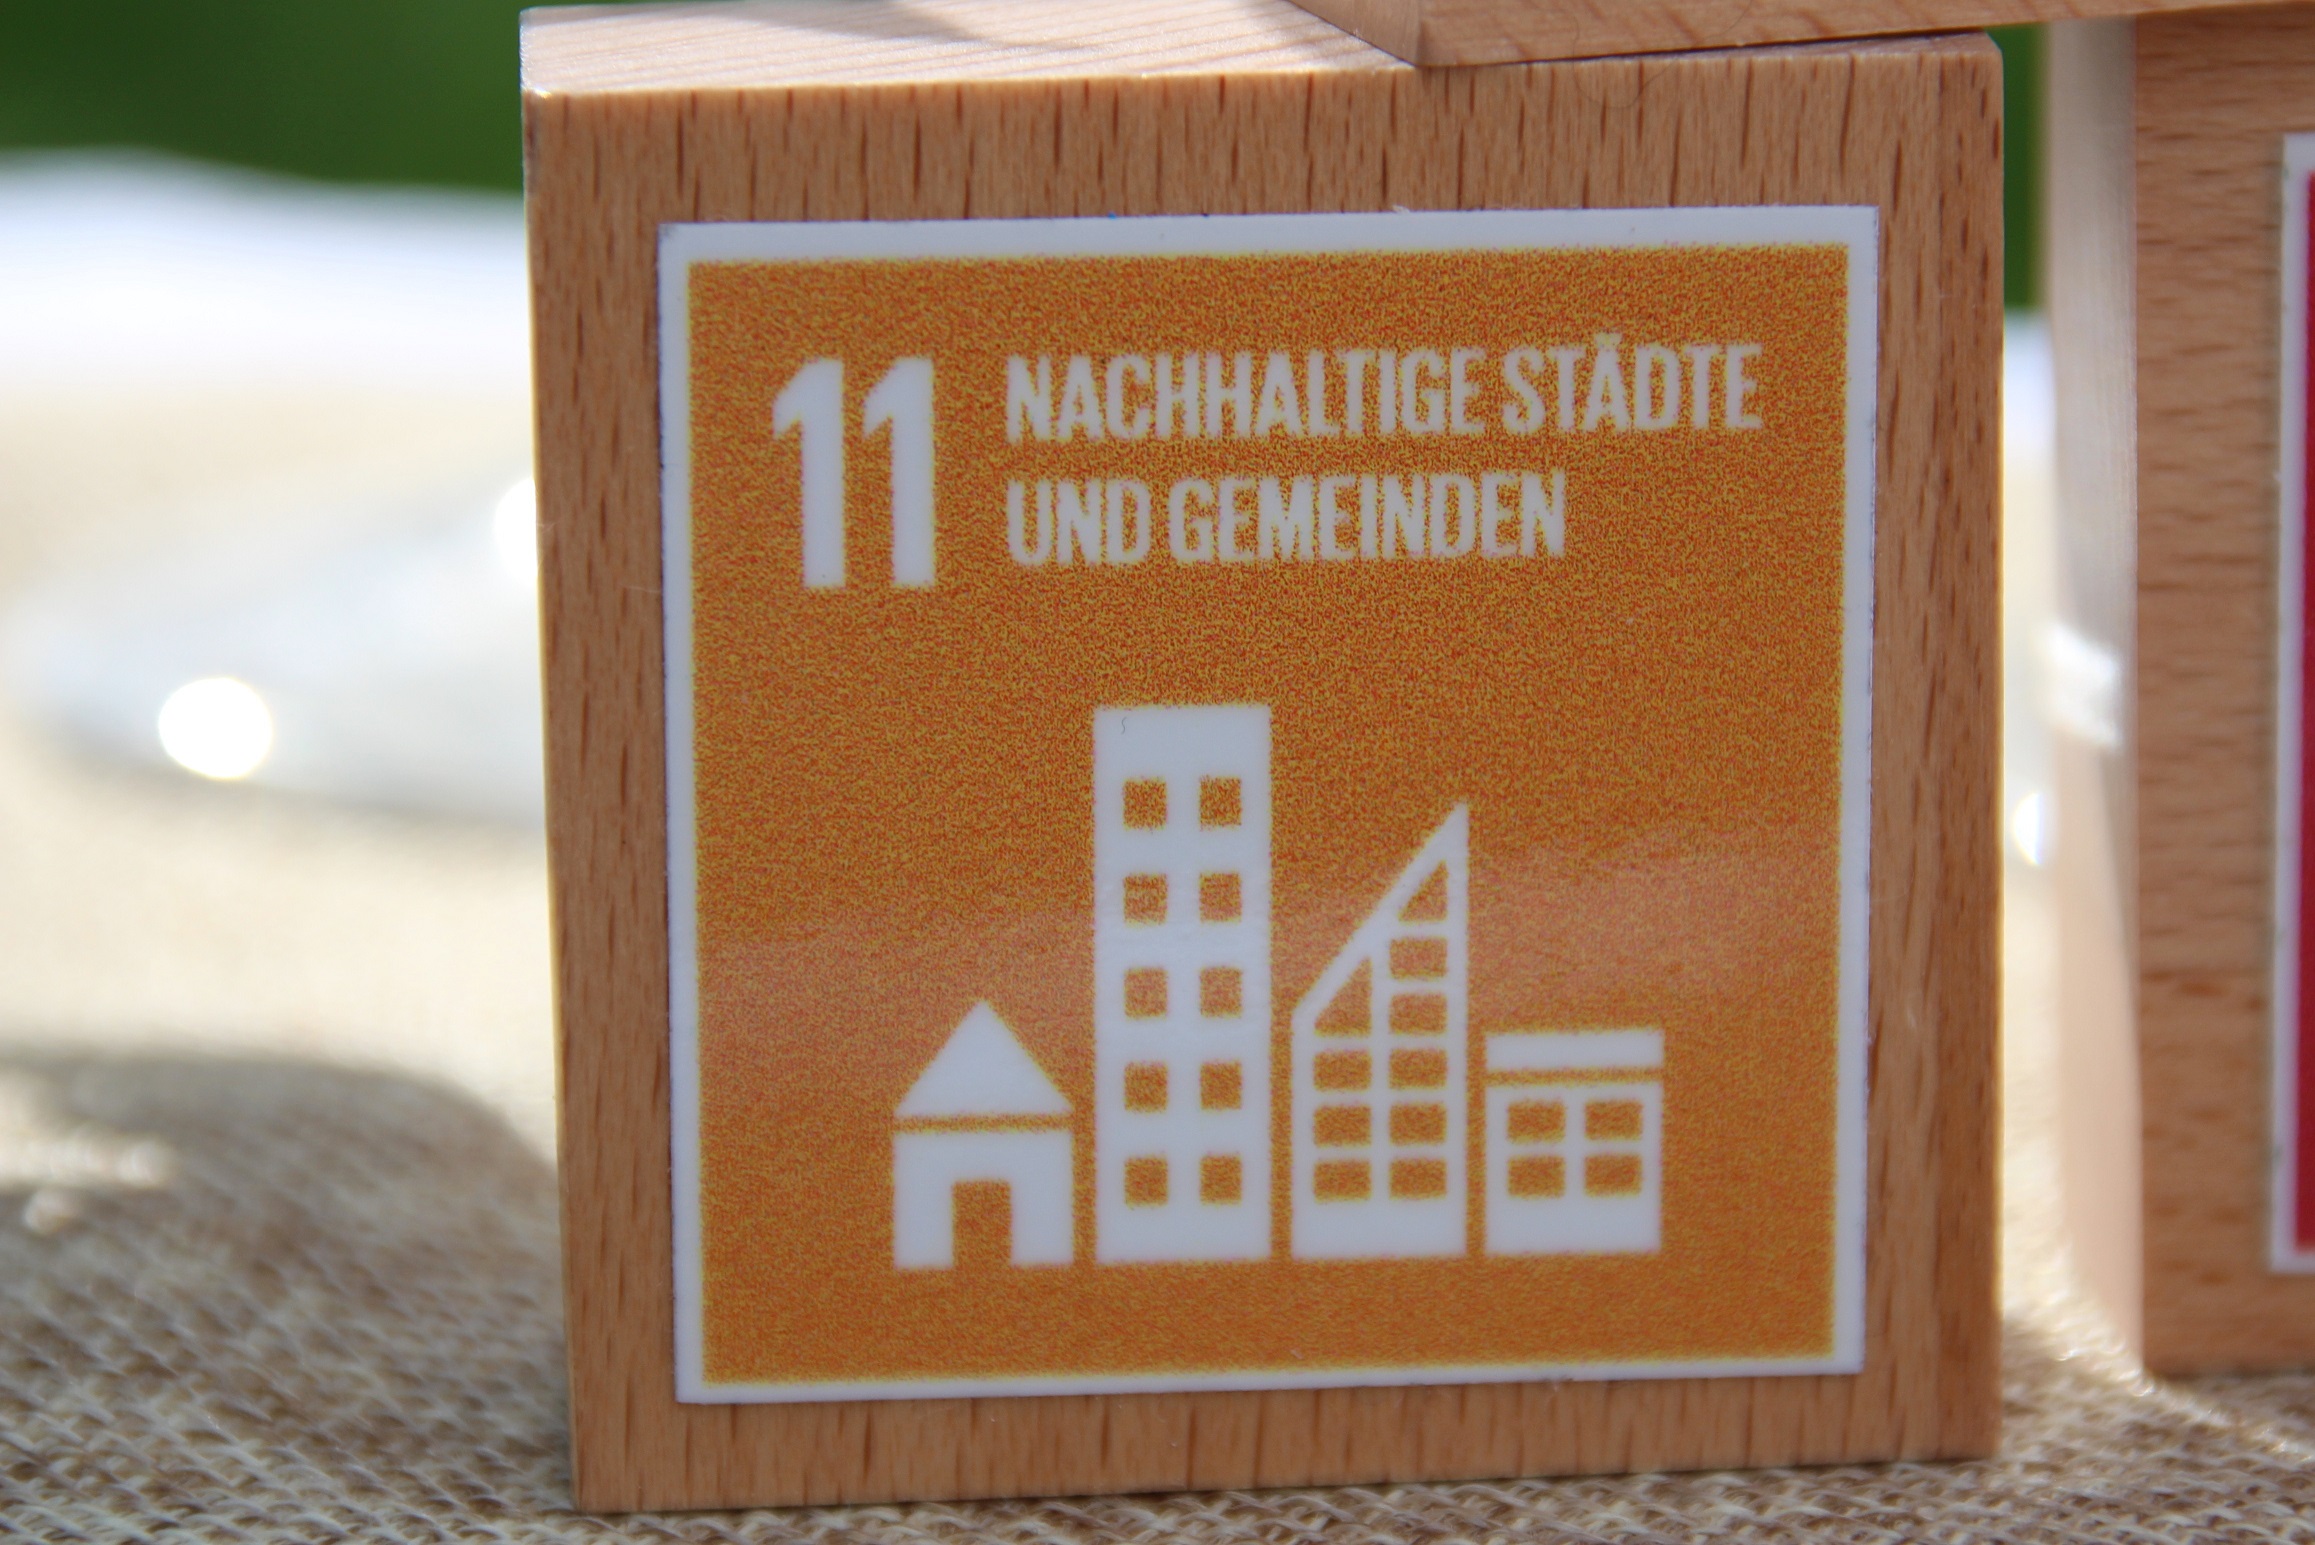 11 NACHHALTIGE STÄDTE
UND GEMEINDEN